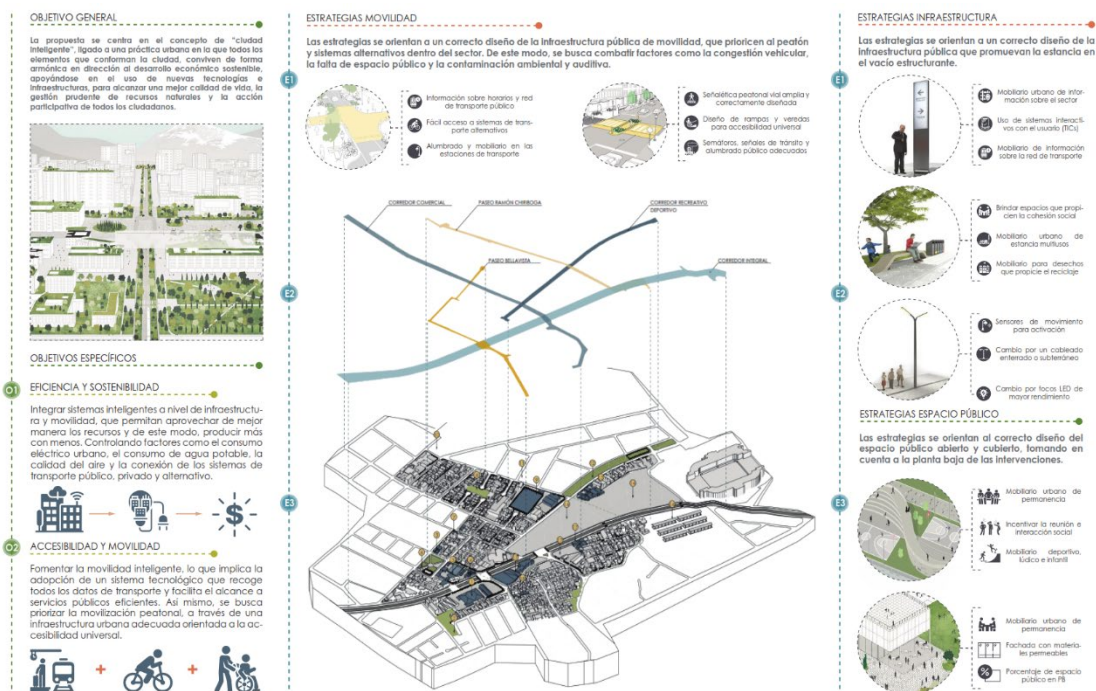 OBJETIVO GENERAL
La propuesta se centra en el concepto de "ciudad
inteligente", ligado a una práctica urbana en la que todos los
elementos que conforman la ciudad, conviven de forma
armónica en dirección al desarrollo económico sostenible,
apoyándose en el uso de nuevas tecnologías e
infraestructuras, para alcanzar una mejor calidad de vida, la
gestión prudente de recursos naturales y la acción
participativa de todos los ciudadanos.
OBJETIVOS ESPECÍFICOS
O1
EFICIENCIA Y SOSTENIBILIDAD
Integrar sistemas inteligentes a nivel de infraestructu-
ra y movilidad, que permitan aprovechar de mejor
manera los recursos y de este modo, producir más
con menos. Controlando factores como el consumo
eléctrico urbano, el consumo de agua potable, la
calidad del aire y la conexión de los sistemas de
transporte público, privado y alternativo.
$
O2
ACCESIBILIDAD Y MOVILIDAD
Fomentar la movilidad inteligente, lo que implica la
adopción de un sistema tecnológico que recoge
todos los datos de transporte y facilita el alcance a
servicios públicos eficientes. Así mismo, se busca
priorizar la movilización peatonal, a través de una
infraestructura urbana adecuada orientada a la ac-
cesibilidad universal.
+ +
ESTRATEGIAS MOVILIDAD
Las estrategias se orientan a un correcto diseño de la infraestructura pública de movilidad, que prioricen al peatón
y sistemas alternativos dentro del sector. De este modo, se busca combatir factores como la congestión vehicular,
la falta de espacio público y la contaminación ambiental y auditiva.
E1
Información sobre horarios y red
de transporte público
Fácil acceso a sistemas de trans-
porte alternativos
Alumbrado y mobiliario en las
estaciones de transporte
Señalética peatonal vial amplia y
correctamente diseñada
Diseño de rampas y veredas
para accesibilidad universal
Semáforos, señales de tránsito y
alumbrado público adecuados
CORREDOR COMERCIAL
PASEO RAMÓN CHIRIBOGA
CORREDOR RECREATIVO
DEPORTIVO
PASEO BELLAVISTA
CORREDOR INTEGRAL
E2
E3
ESTRATEGIAS INFRAESTRUCTURA
Las estrategias se orientan a un correcto diseño de la
infraestructura pública que promuevan la estancia en
el vacío estructurante.
E1
Mobiliario urbano de infor-
mación sobre el sector
Uso de sistemas interacti-
vos con el usuario (TICs)
Mobiliario de información
sobre la red de transporte
Brindar espacios que propi-
cien la cohesión social
Mobiliario urbano de
estancia multiusos
Mobiliario para desechos
que propicie el reciclaje
E2
Sensores de movimiento
para activación
Cambio por un cableado
enterrado o subterráneo
Cambio por focos LED de
mayor rendimiento
ESTRATEGIAS ESPACIO PÚBLICO
Las estrategias se orientan al correcto diseño del
espacio público abierto y cubierto, tomando en
cuenta a la planta baja de las intervenciones.
E3
Mobiliario urbano de
permanencia
Incentivar la reunión e
interacción social
Mobiliario deportivo,
lúdico e infantil
Mobiliario urbano de
permanencia
Fachada con materia-
les permeables
%
Porcentaje de espacio
público en PB